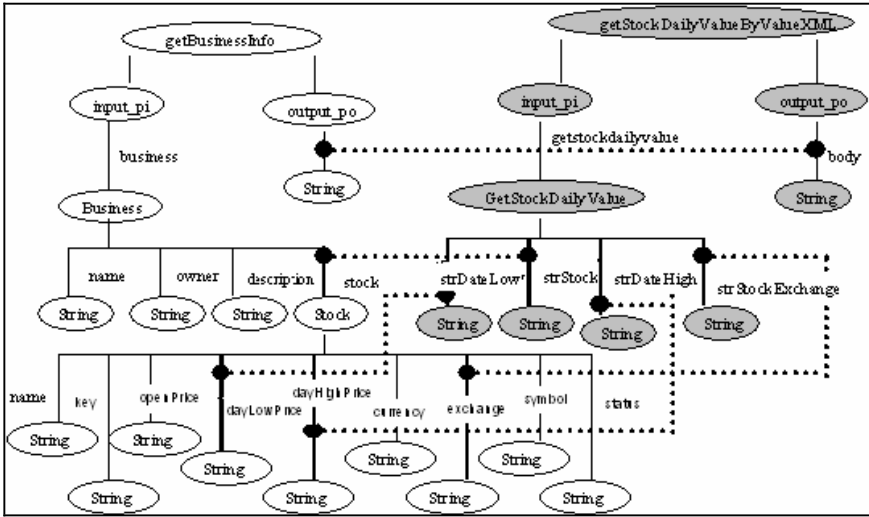 getStockDailyValueByValueXML
getBusinessInfo
input_pi
output_po
input_pi
output_po
getstockdailyvalue
business
body
String
GetStockDailyValue
String
Business
name
owner
description
stock
strDateLow
strStock
strDateHigh
strStockExchange
String
String
String
Stock
String
String
String
String
name
key
openPrice
dayLowPrice
dayHighPrice
currency
exchange
symbol
status
String
String
String
String
String
String
String
String
String